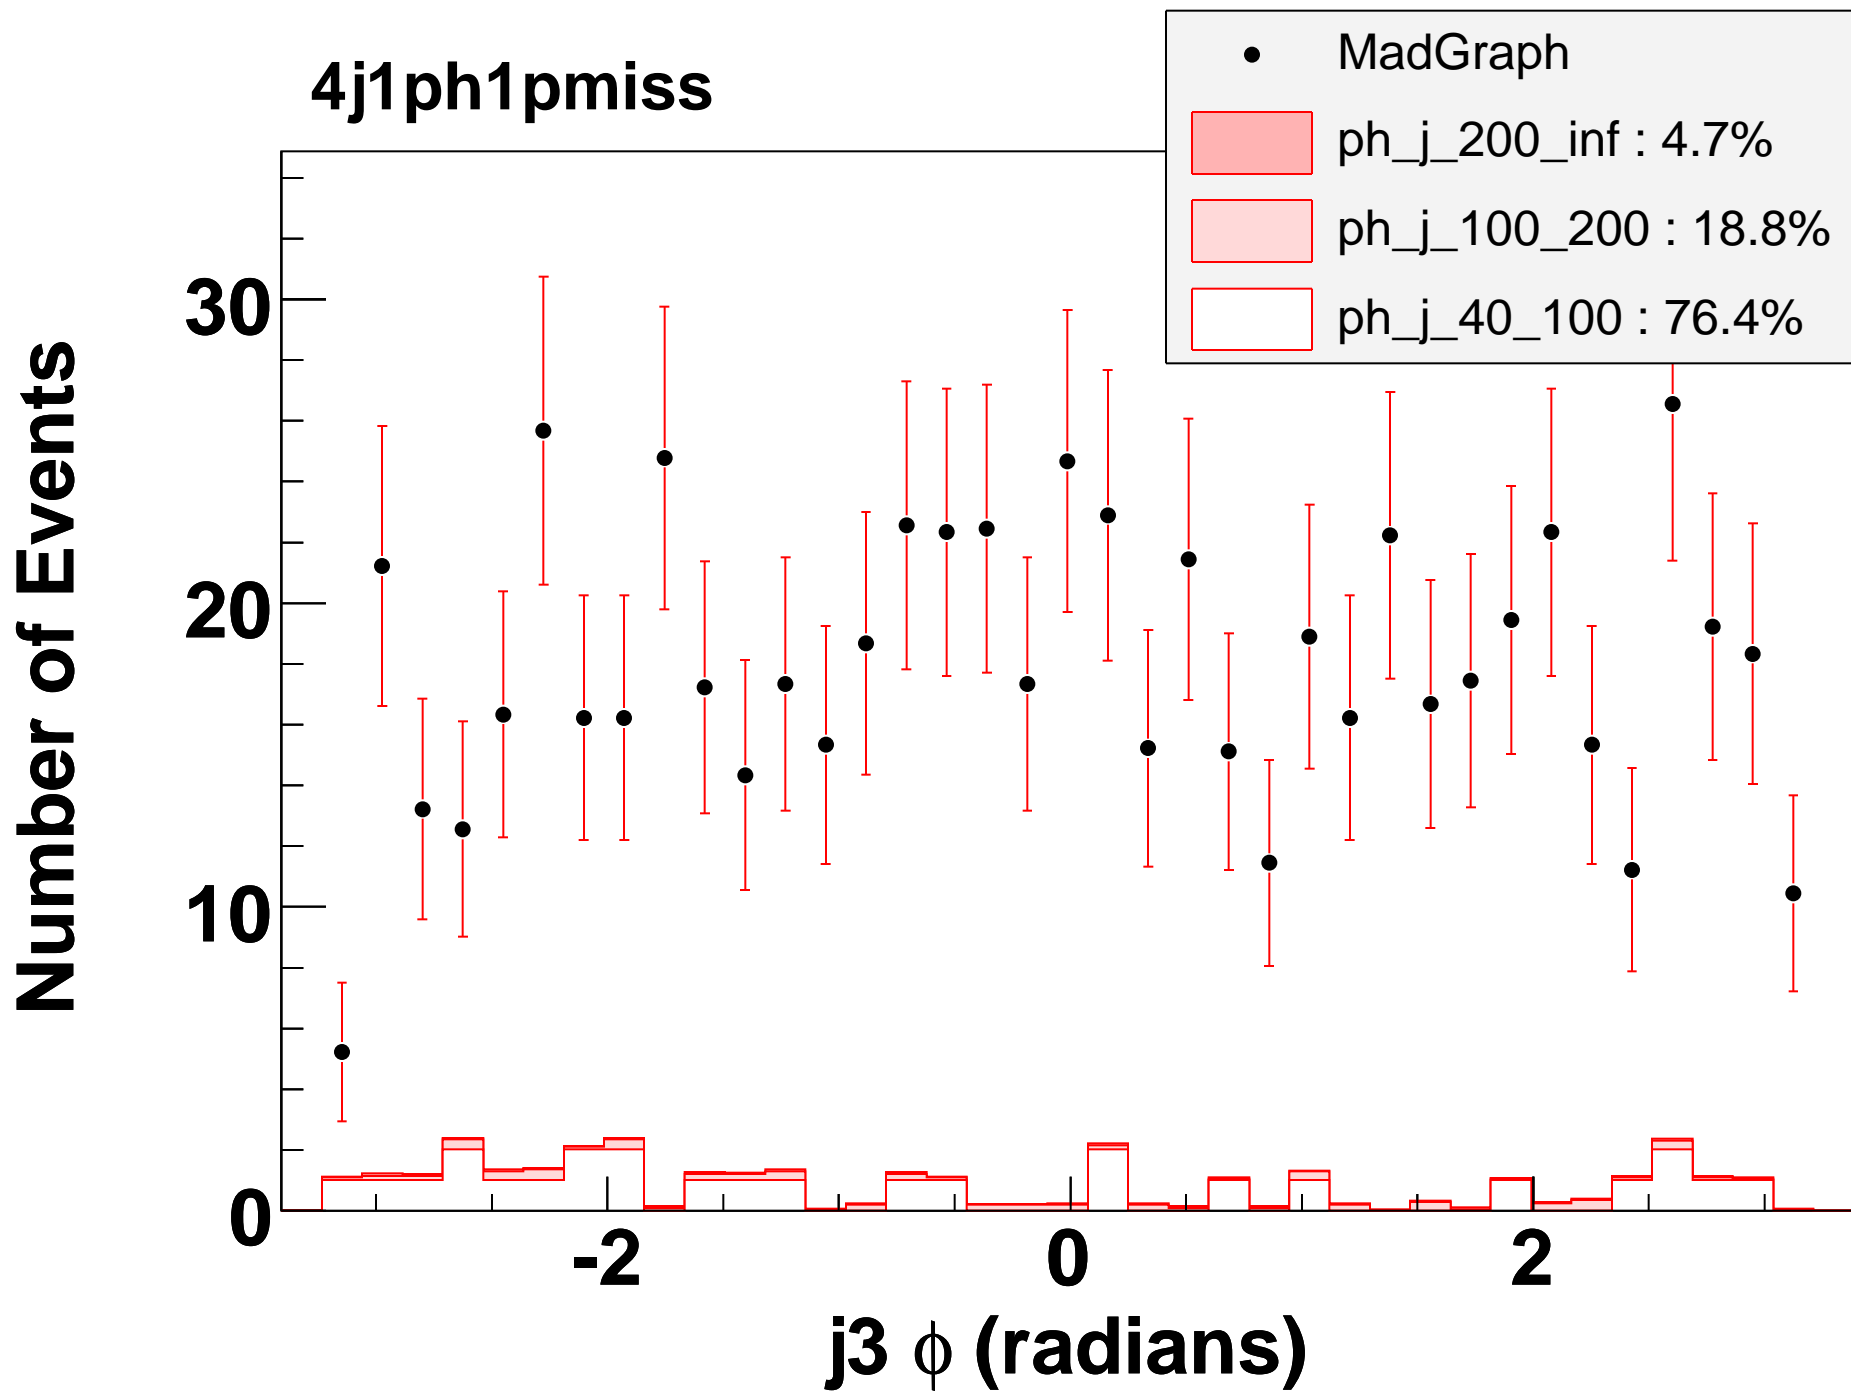 4j1ph1pmiss
MadGraph
ph_j_200_inf : 4.7%
ph_j_100_200 : 18.8%
ph_j_40_100 : 76.4%
Number of Events
30
20
10
0
-2
0
2
j3 ϕ (radians)